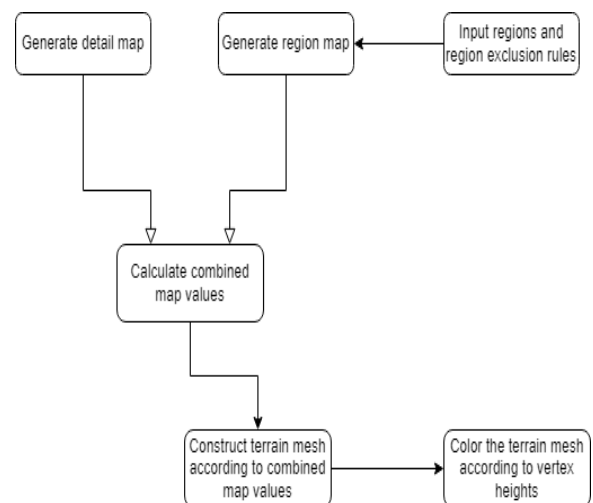 Generate detail map
Generate region map
Input regions and
region exclusion rules
Calculate combined
map values
Construct terrain mesh
according to combined
map values
Color the terrain mesh
according to vertex
heights